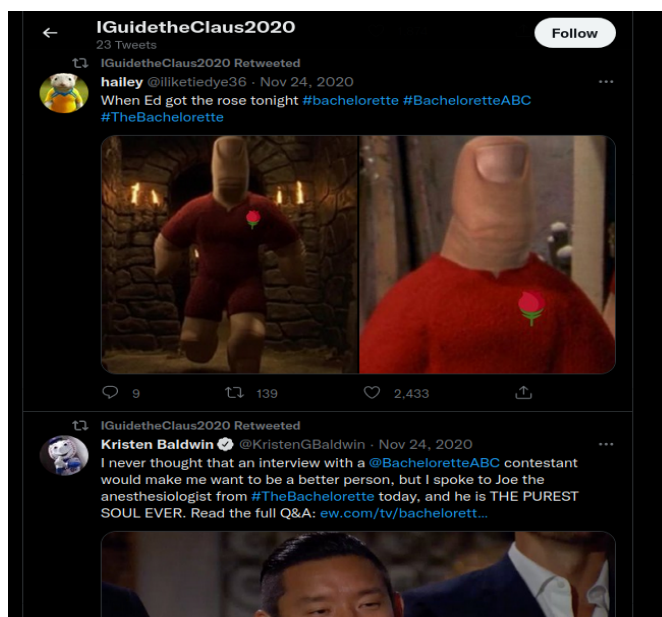 IGuidetheClaus2020
23 Tweets
Follow
IGuidetheClaus2020 Retweeted
hailey @iliketiedye36 · Nov 24, 2020
When Ed got the rose tonight #bachelorette #BacheloretteABC
#TheBachelorette
9 139 2,433
IGuidetheClaus2020 Retweeted
Kristen Baldwin @KristenGBaldwin · Nov 24, 2020
I never thought that an interview with a @BacheloretteABC contestant
would make me want to be a better person, but I spoke to Joe the
anesthesiologist from #TheBachelorette today, and he is THE PUREST
SOUL EVER. Read the full Q&A: ew.com/tv/bachelorett...